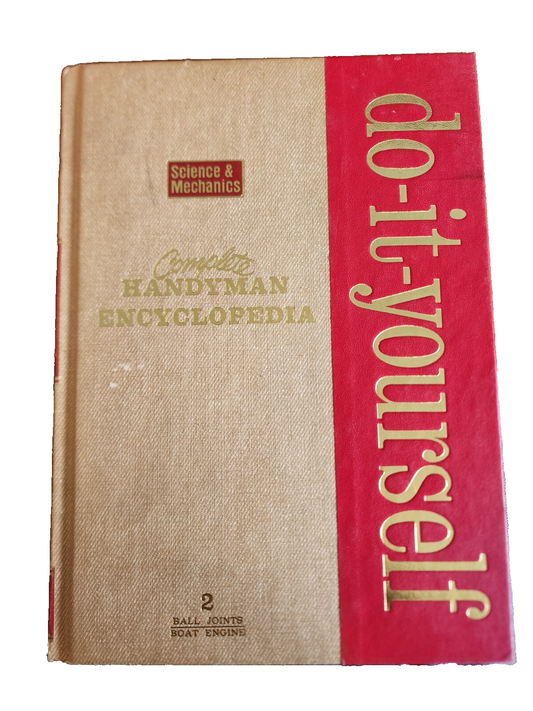 Science &
Mechanics
Complete
HANDYMAN
ENCYCLOPEDIA
2
BALL JOINTS
BOAT ENGINE
do-it-yourself